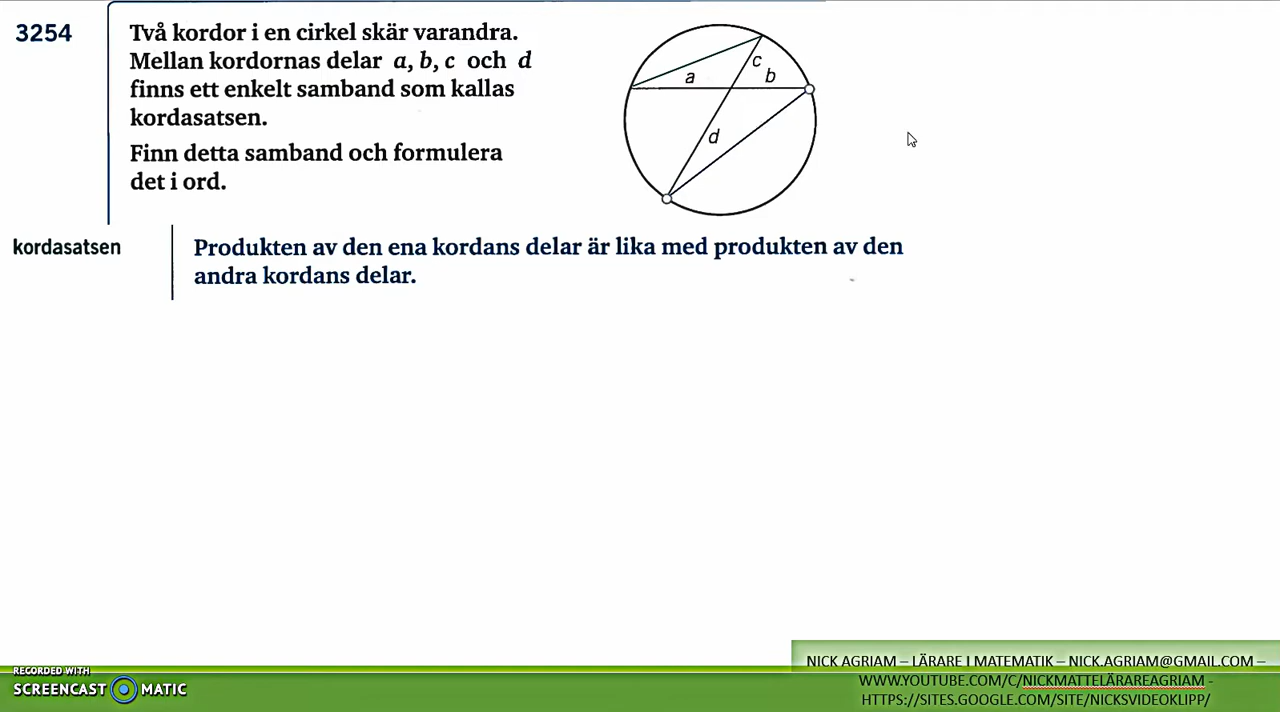 3254
Två kordor i en cirkel skär varandra.
Mellan kordornas delar a, b, c och d
finns ett enkelt samband som kallas
kordasatsen.
Finn detta samband och formulera
det i ord.
c
a
b
d
kordasatsen
Produkten av den ena kordans delar är lika med produkten av den
andra kordans delar.
NICK AGRIAM – LÄRARE I MATEMATIK – NICK.AGRIAM@GMAIL.COM –
WWW.YOUTUBE.COM/C/NICKMATTELÄRAREAGRIAM -
HTTPS://SITES.GOOGLE.COM/SITE/NICKSVIDEOKLIPP/
RECORDED WITH
SCREENCAST MATIC